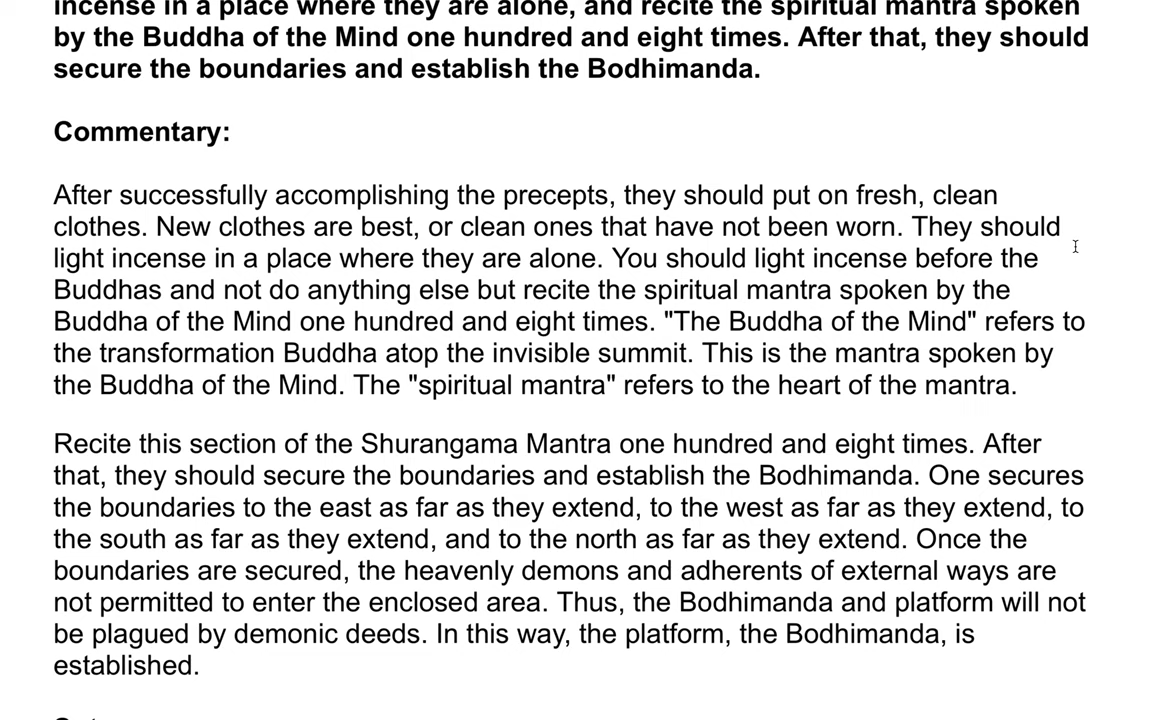 incense in a place where they are alone, and recite the spiritual mantra spoken
by the Buddha of the Mind one hundred and eight times. After that, they should
secure the boundaries and establish the Bodhimanda.
Commentary:
After successfully accomplishing the precepts, they should put on fresh, clean
clothes. New clothes are best, or clean ones that have not been worn. They should
light incense in a place where they are alone. You should light incense before the
Buddhas and not do anything else but recite the spiritual mantra spoken by the
Buddha of the Mind one hundred and eight times. "The Buddha of the Mind" refers to
the transformation Buddha atop the invisible summit. This is the mantra spoken by
the Buddha of the Mind. The "spiritual mantra" refers to the heart of the mantra.
Recite this section of the Shurangama Mantra one hundred and eight times. After
that, they should secure the boundaries and establish the Bodhimanda. One secures
the boundaries to the east as far as they extend, to the west as far as they extend, to
the south as far as they extend, and to the north as far as they extend. Once the
boundaries are secured, the heavenly demons and adherents of external ways are
not permitted to enter the enclosed area. Thus, the Bodhimanda and platform will not
be plagued by demonic deeds. In this way, the platform, the Bodhimanda, is
established.